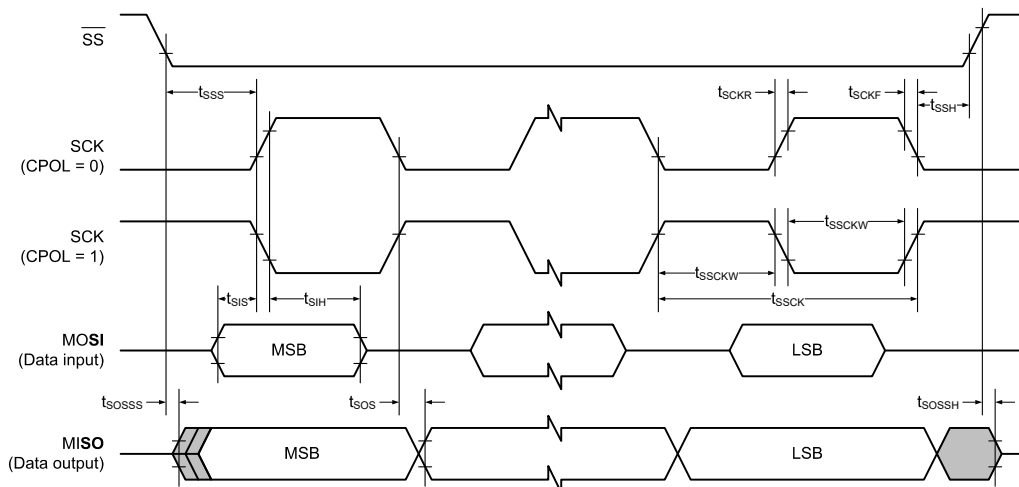 SS
tSSS
tSCKR
tSCKF
tSSH
SCK
(CPOL = 0)
SCK
(CPOL = 1)
tSSCKW
tSSCKW
tSSCK
tSIS
tSIH
MOSI
(Data input)
MSB
LSB
tSOSSS
tSOS
tSOSSH
MISO
(Data output)
MSB
LSB